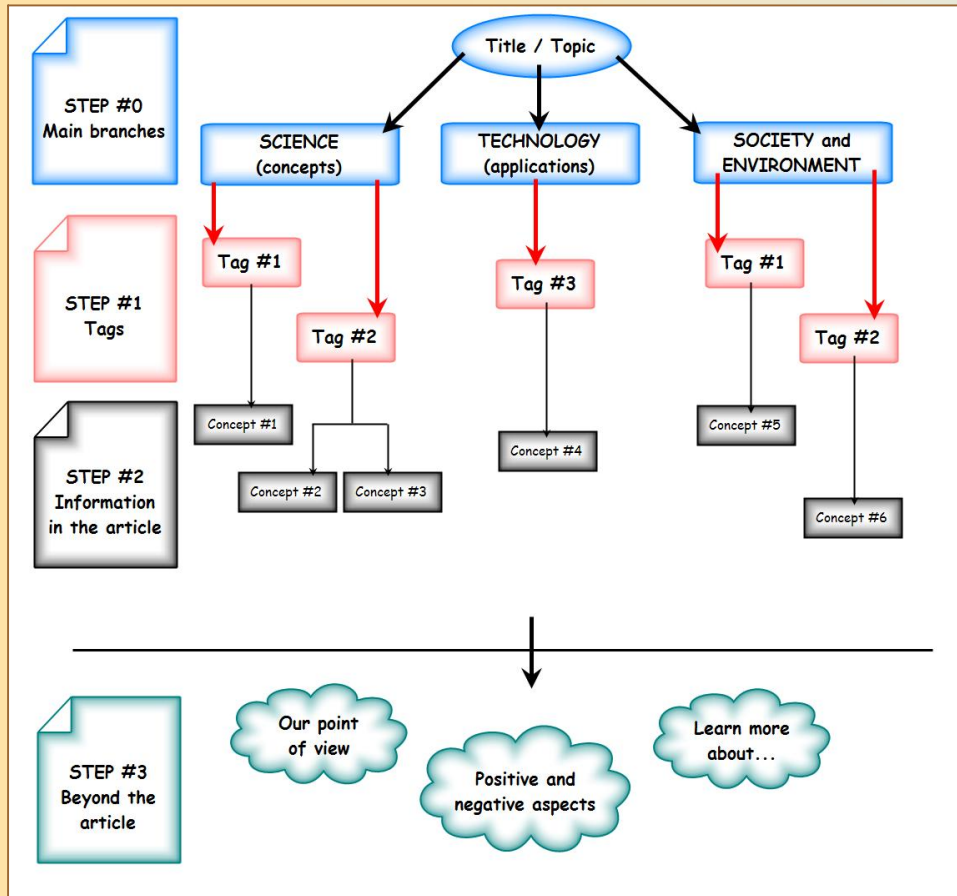 Title / Topic
STEP #0
Main branches
SCIENCE
(concepts)
TECHNOLOGY
(applications)
SOCIETY and
ENVIRONMENT
STEP #1
Tags
Tag #1
Tag #2
Tag #3
Tag #1
Tag #2
STEP #2
Information
in the article
Concept #1
Concept #2
Concept #3
Concept #4
Concept #5
Concept #6
STEP #3
Beyond the
article
Our point
of view
Positive and
negative aspects
Learn more
about...